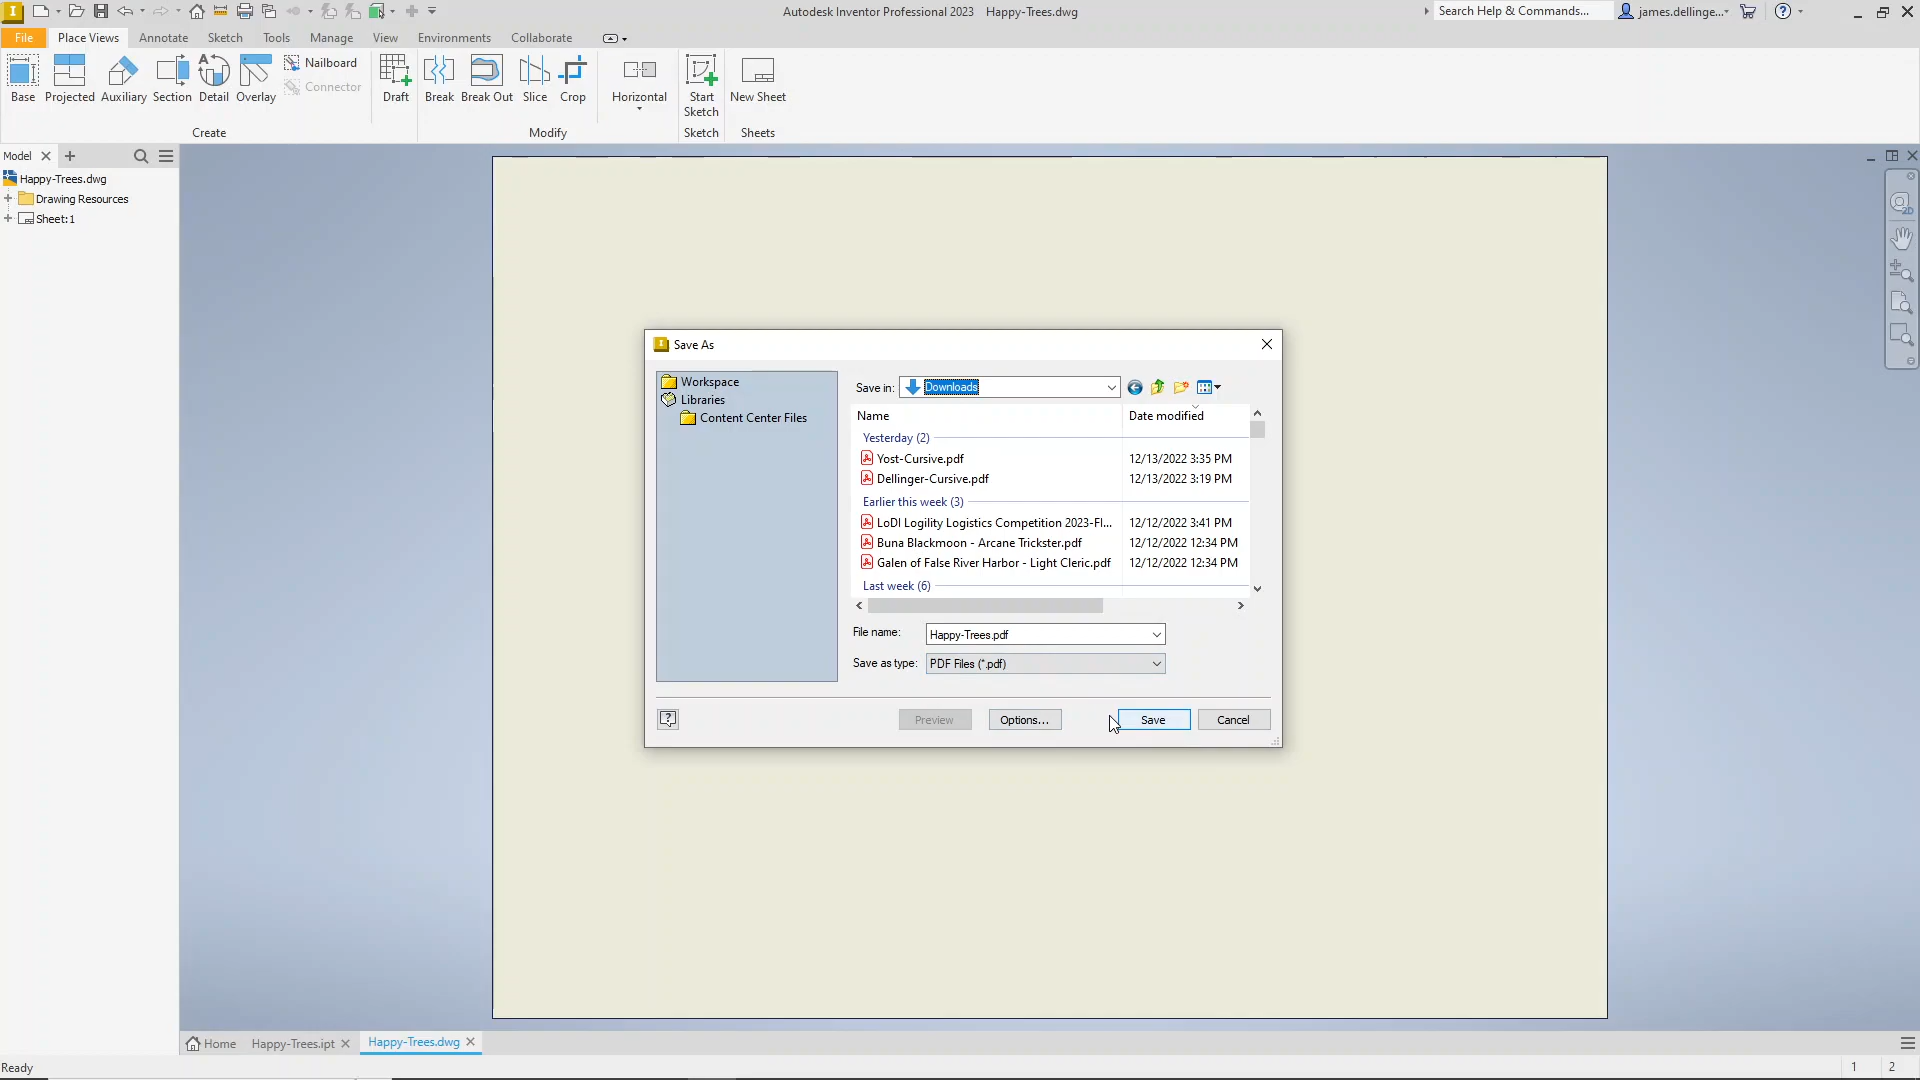 Autodesk Inventor Professional 2023 Happy-Trees.dwg
Search Help & Commands...
james.dellinge...
File Place Views Annotate Sketch Tools Manage View Environments Collaborate
Base Projected Auxiliary Section Detail Overlay
Nailboard
Connector
Draft Break Break Out Slice Crop Horizontal
Start
Sketch
New Sheet
Create Modify Sketch Sheets
Model
Happy-Trees.dwg
Drawing Resources
Sheet:1
2D
Save As
Workspace
Libraries
Content Center Files
Save in: Downloads
Name Date modified
Yesterday (2)
Yost-Cursive.pdf 12/13/2022 3:35 PM
Dellinger-Cursive.pdf 12/13/2022 3:19 PM
Earlier this week (3)
LoDI Logility Logistics Competition 2023-Fl... 12/12/2022 3:41 PM
Buna Blackmoon - Arcane Trickster.pdf 12/12/2022 12:34 PM
Galen of False River Harbor - Light Cleric.pdf 12/12/2022 12:34 PM
Last week (6)
File name: Happy-Trees.pdf
Save as type: PDF Files (*.pdf)
Preview Options... Save Cancel
Home Happy-Trees.ipt Happy-Trees.dwg
Ready 1 2